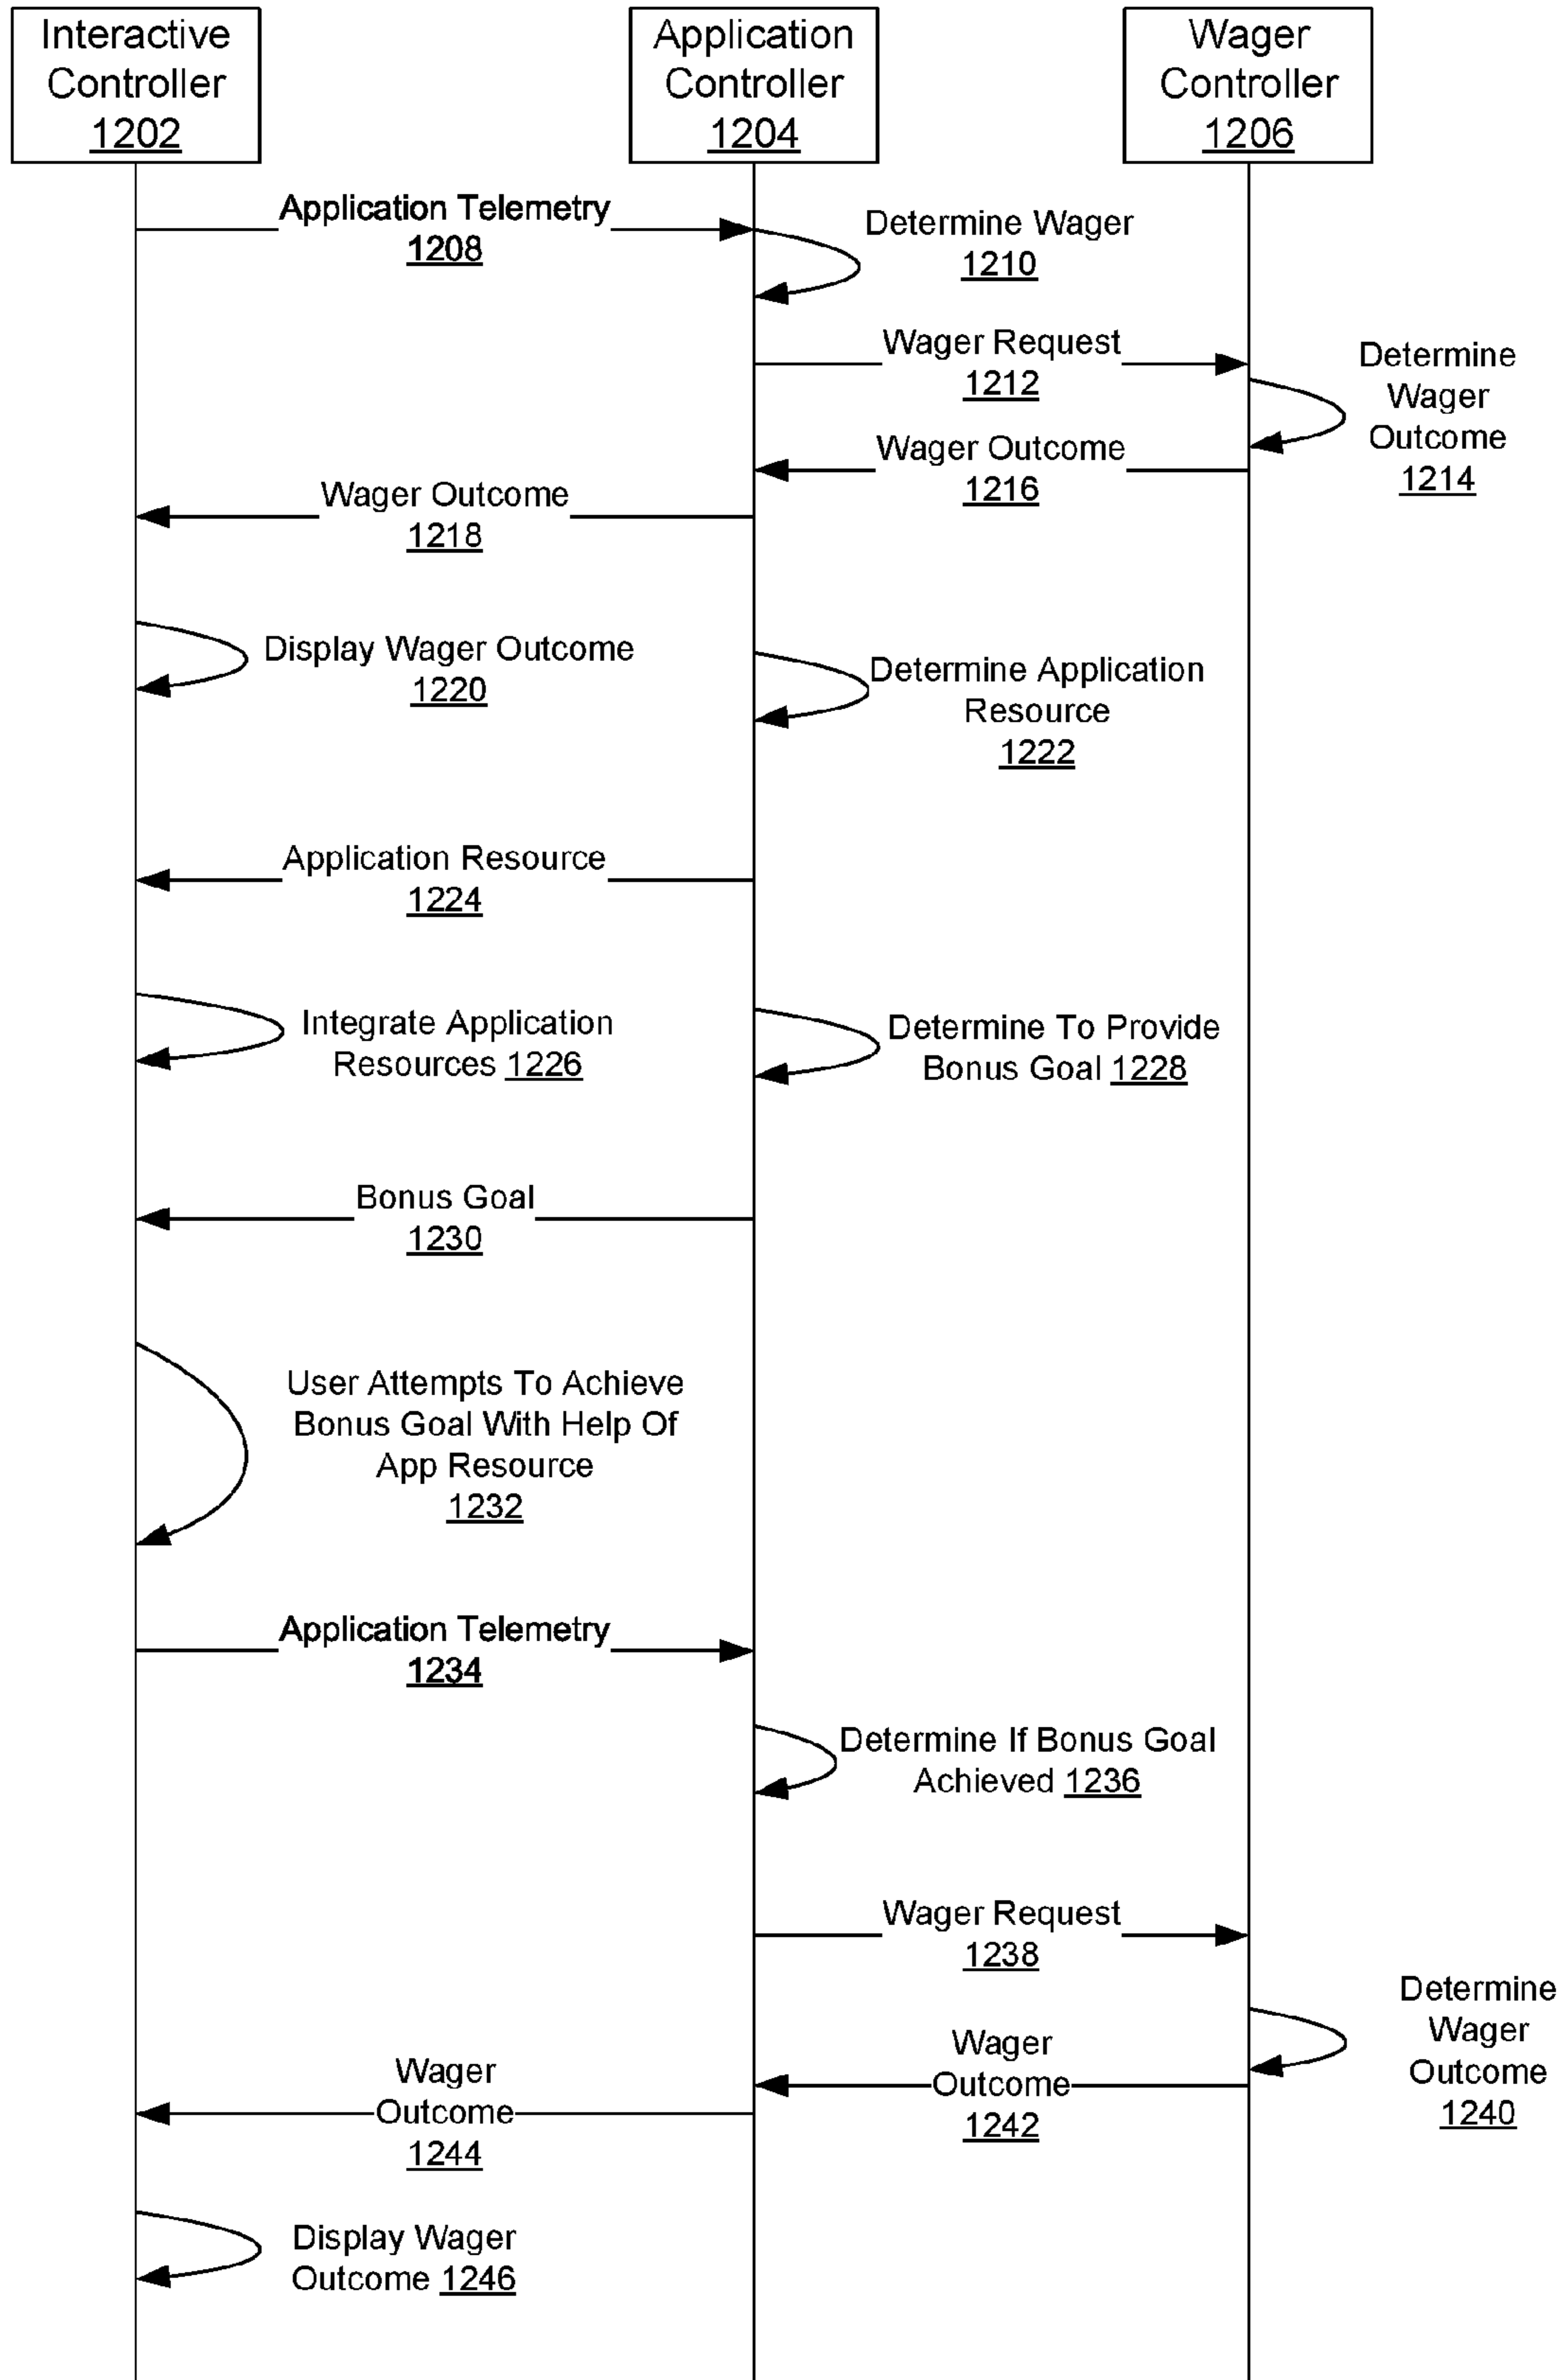 Interactive
Controller
1202
Application
Controller
1204
Wager
Controller
1206
Application Telemetry
1208
Determine Wager
1210
Wager Request
1212
Determine
Wager
Outcome
1214
Wager Outcome
1216
Wager Outcome
1218
Display Wager Outcome
1220
Determine Application
Resource
1222
Application Resource
1224
Integrate Application
Resources 1226
Determine To Provide
Bonus Goal 1228
Bonus Goal
1230
User Attempts To Achieve
Bonus Goal With Help Of
App Resource
1232
Application Telemetry
1234
Determine If Bonus Goal
Achieved 1236
Wager Request
1238
Determine
Wager
Outcome
1240
Wager
Outcome
1242
Wager
Outcome
1244
Display Wager
Outcome 1246